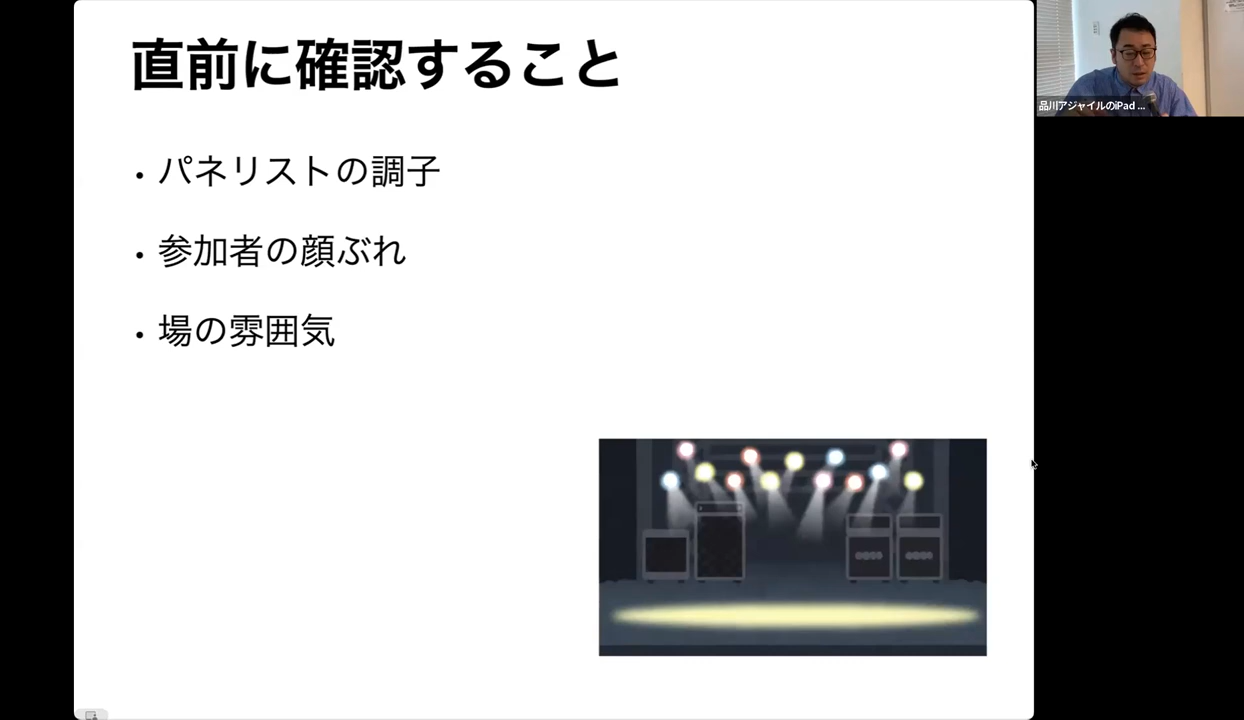 直前に確認すること
・パネリストの調子
・参加者の顔ぶれ
・場の雰囲気
品川アジャイルのiPad ...